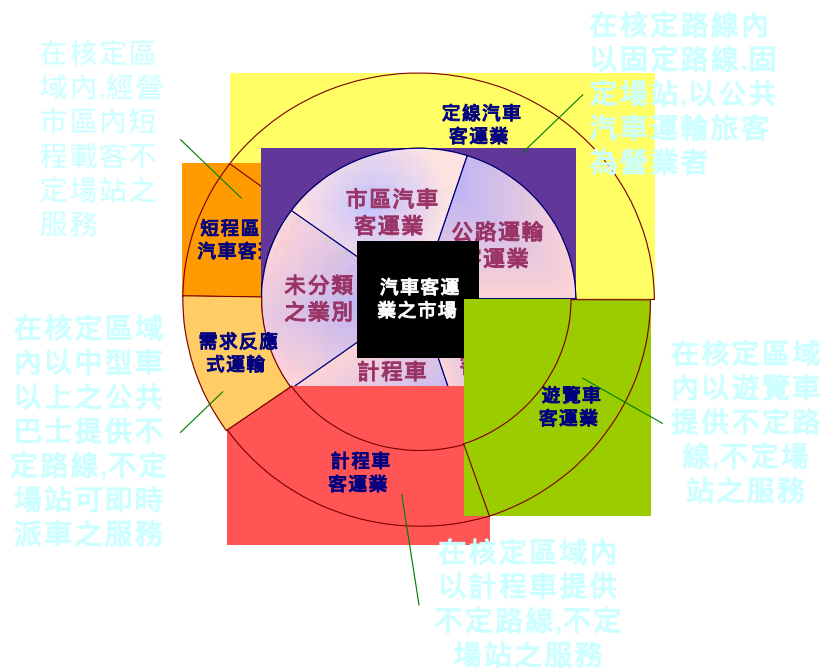 在核定區
域內,經營
市區內短
程載客不
定場站之
服務
在核定路線內
以固定路線,固
定場站,以公共
汽車運輸旅客
為營業者
定線汽車
客運業
市區汽車
客運業
公路運輸
客運業
短程區
汽車客
未分類
之業別
汽車客運
業之市場
需求反應
式運輸
計程車
在核定區域
內以中型車
以上之公共
巴士提供不
定路線,不定
場站可即時
派車之服務
遊覽車
客運業
在核定區域
內以遊覽車
提供不定路
線,不定場
站之服務
計程車
客運業
在核定區域內
以計程車提供
不定路線,不定
場站之服務